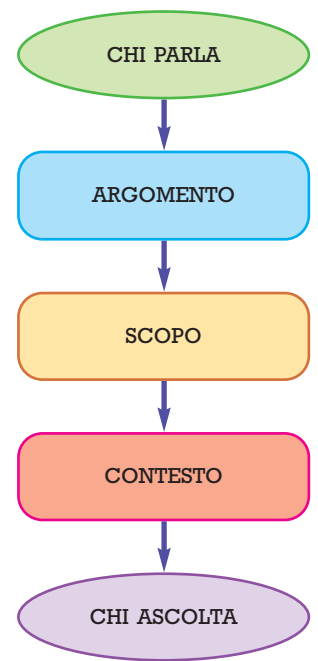 CHI PARLA
ARGOMENTO
SCOPO
CONTESTO
CHI ASCOLTA